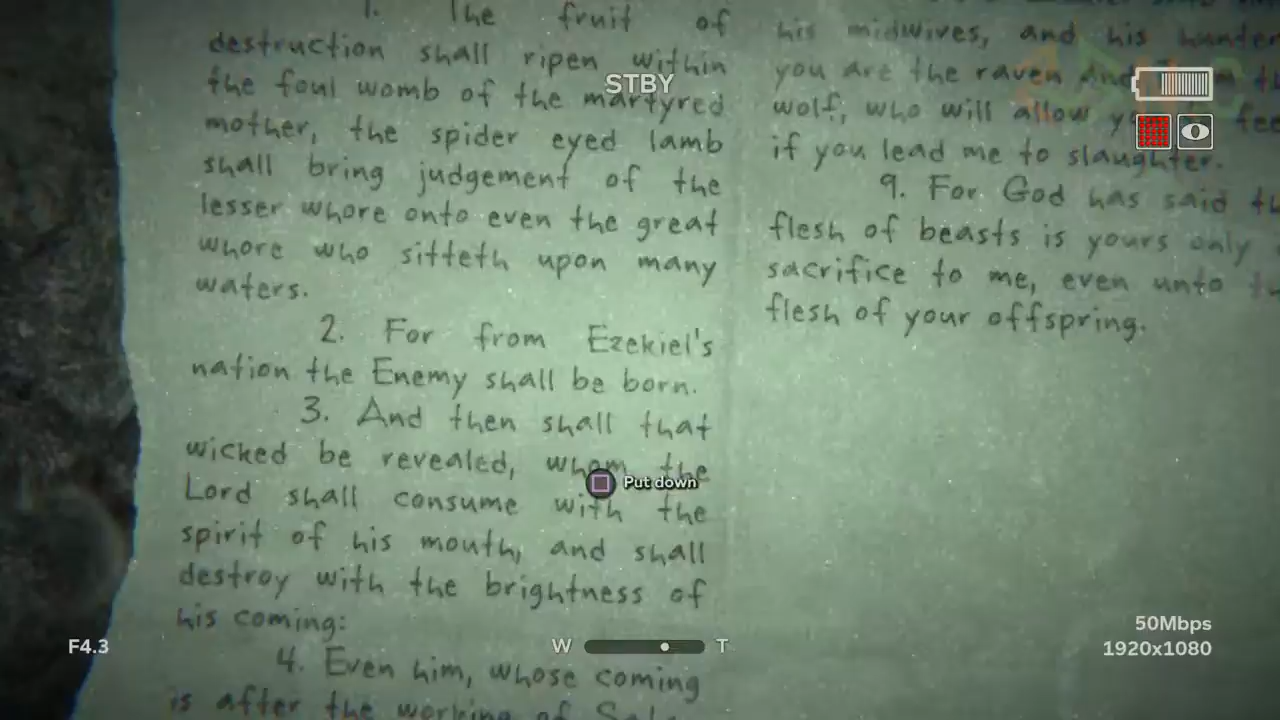 1. The fruit of
destruction shall ripen within
the foul womb of the martyred
mother, the spider eyed lamb
shall bring judgement of the
lesser whore onto even the great
whore who sitteth upon many
waters.
2. For from Ezekiel's
nation the Enemy shall be born.
3. And then shall that
wicked be revealed, whom the
Lord shall consume with the
spirit of his mouth, and shall
destroy with the brightness of
his coming:
4. Even him, whose coming
is after the working of
his midwives, and his
you are the raven and
wolf, who will allow
if you lead me to slaughter.
9. For God has said
flesh of beasts is yours only
sacrifice to me, even unto
flesh of your offspring.
STBY
Put down
F4.3
W T
50Mbps
1920x1080